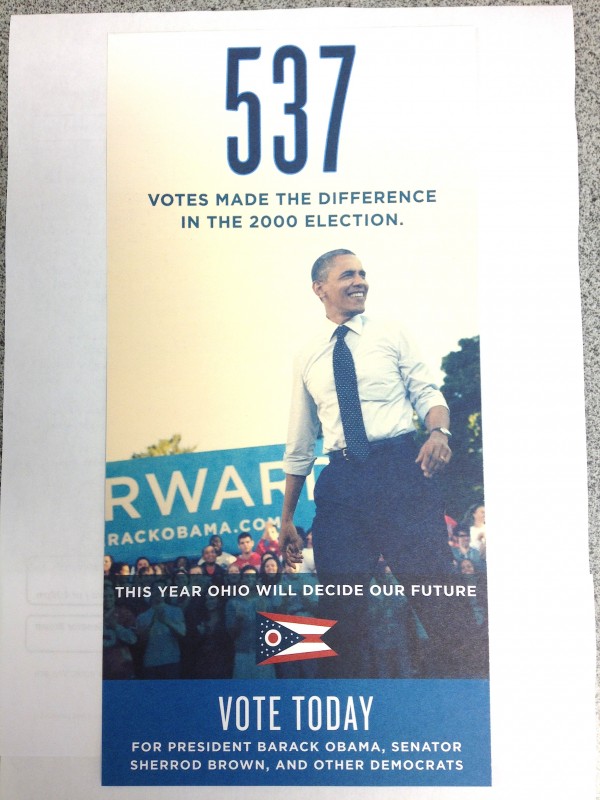 537
VOTES MADE THE DIFFERENCE
IN THE 2000 ELECTION.
RWAR
RACKOBAMA.COM
THIS YEAR OHIO WILL DECIDE OUR FUTURE
VOTE TODAY
FOR PRESIDENT BARACK OBAMA, SENATOR
SHERROD BROWN, AND OTHER DEMOCRATS